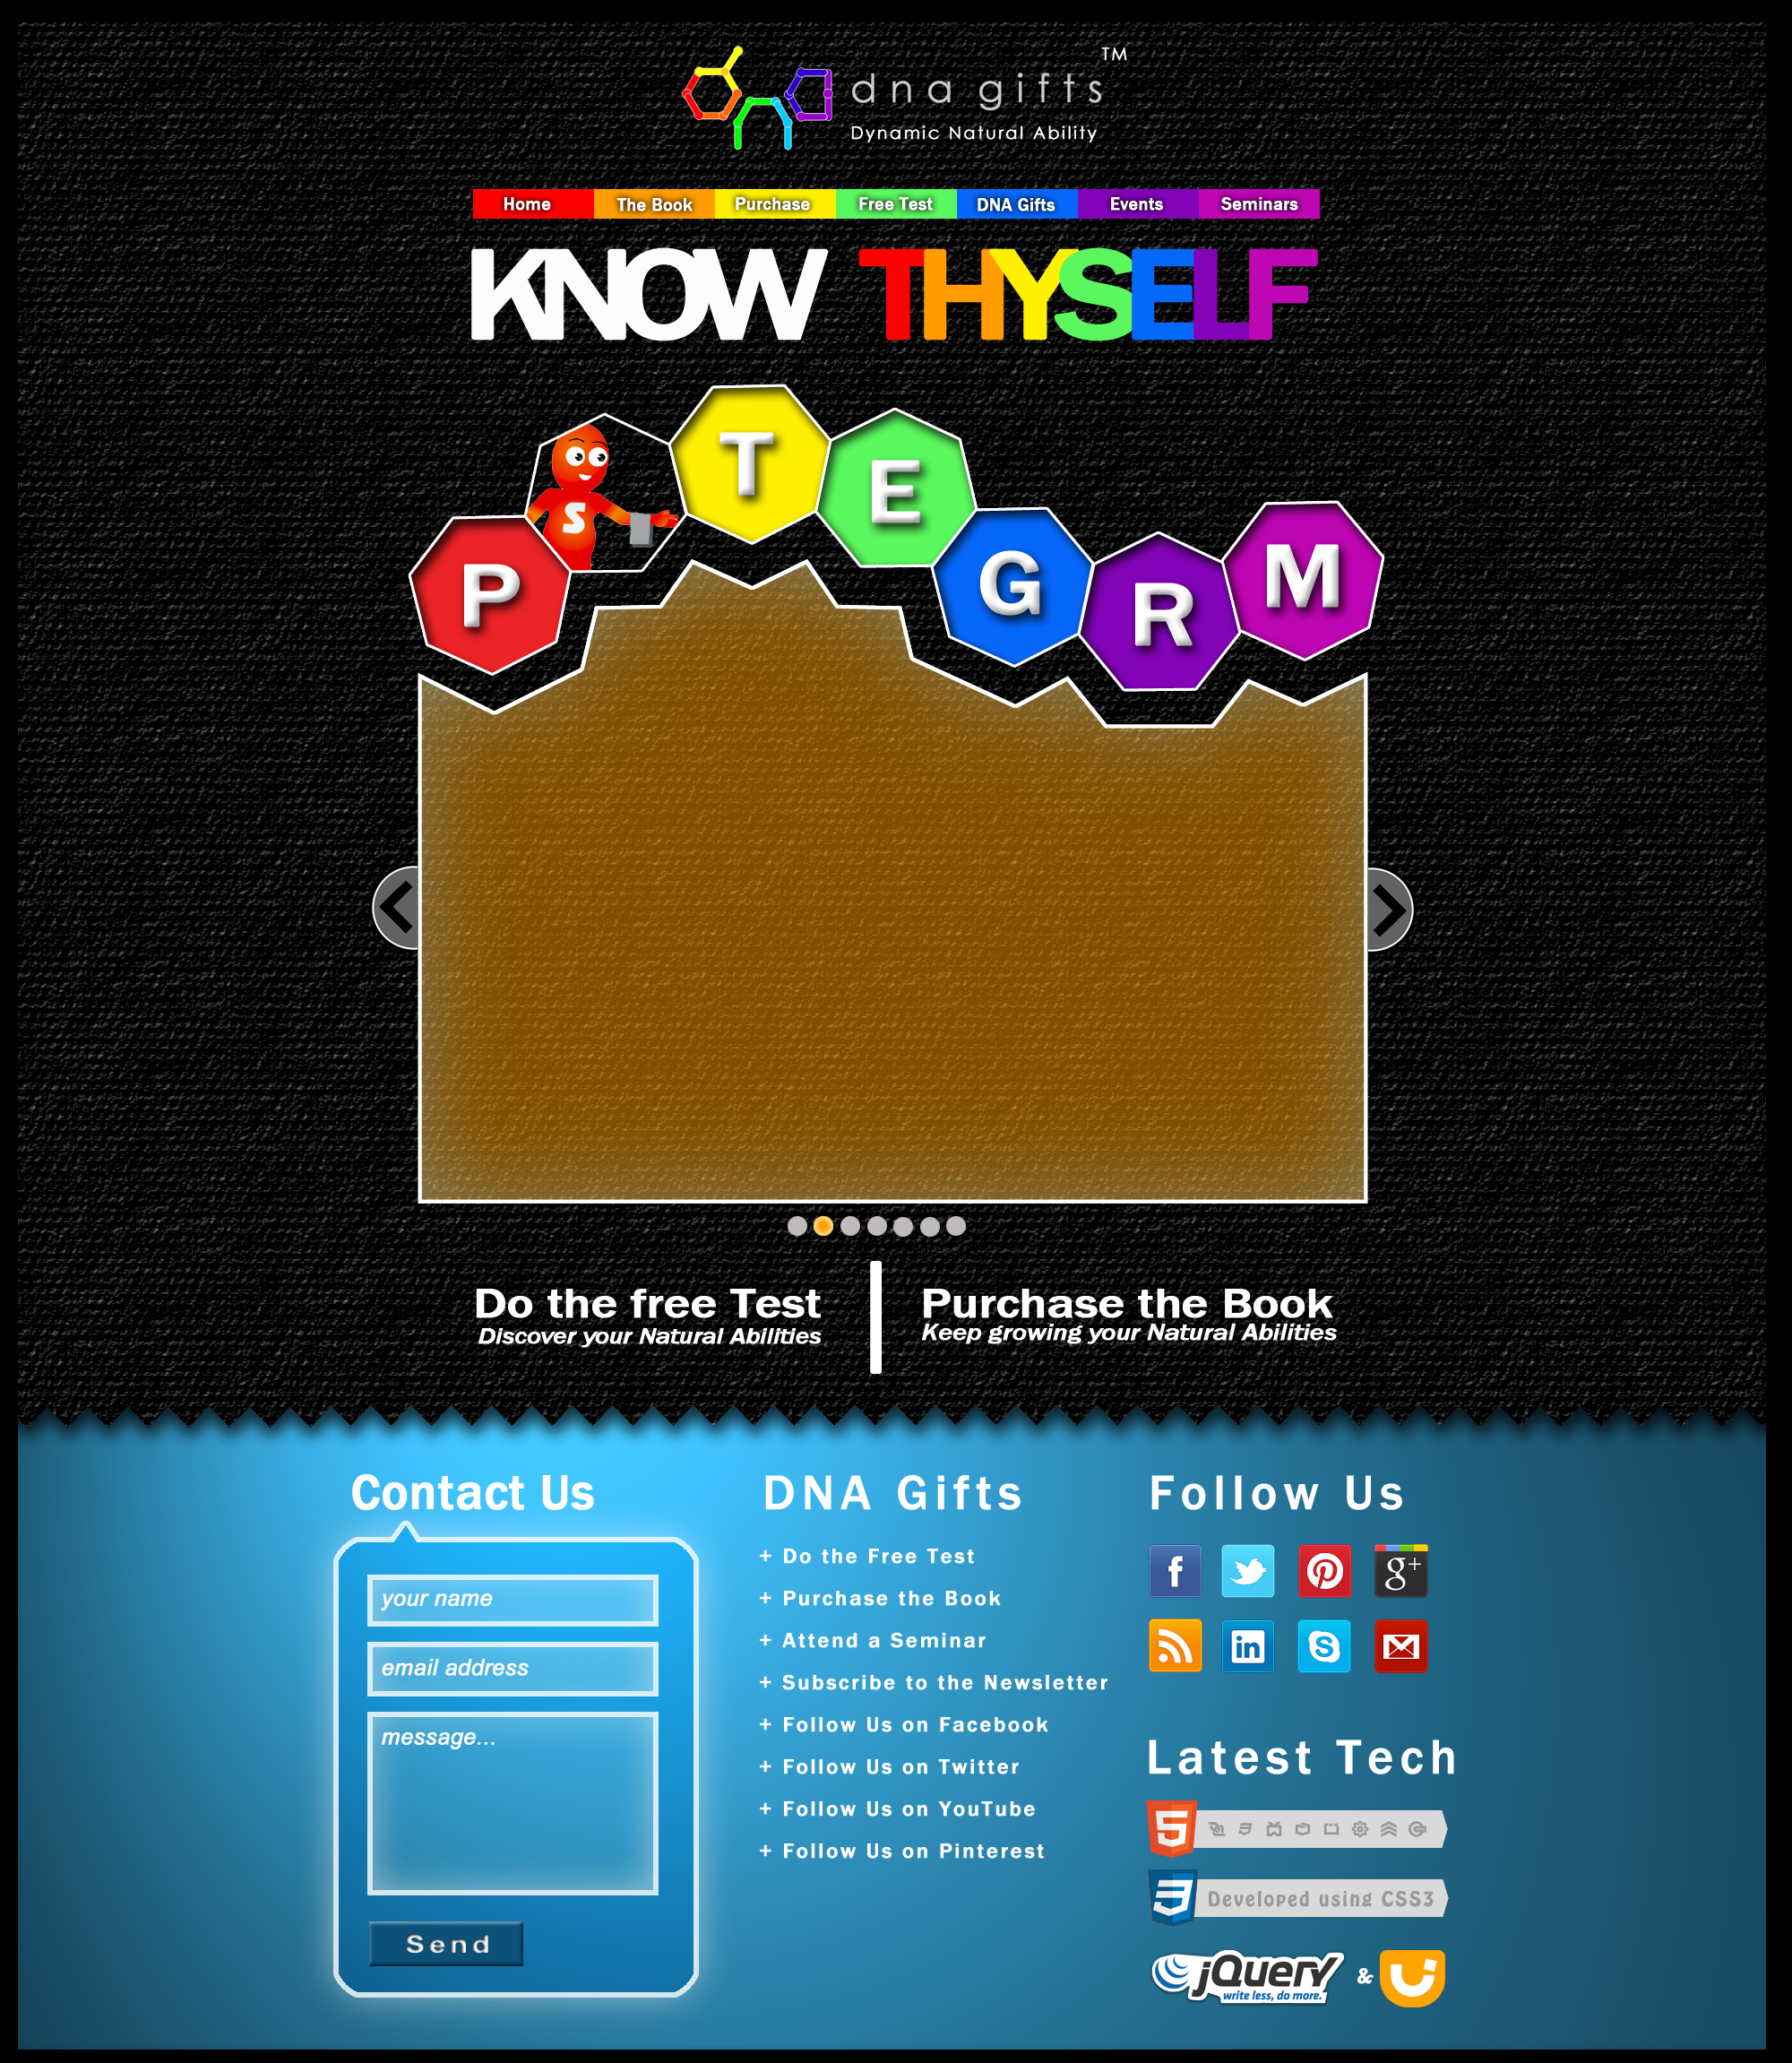 TM
dna gifts
Dynamic Natural Ability
Home The Book Purchase Free Test DNA Gifts Events Seminars
KNOW THYSELF
P S T E G R M
Do the free Test
Discover your Natural Abilities
Purchase the Book
Keep growing your Natural Abilities
Contact Us
your name
email address
message...
Send
DNA Gifts
+ Do the Free Test
+ Purchase the Book
+ Attend a Seminar
+ Subscribe to the Newsletter
+ Follow Us on Facebook
+ Follow Us on Twitter
+ Follow Us on YouTube
+ Follow Us on Pinterest
Follow Us
f g+
in S M
Latest Tech
5
3 Developed using CSS3
jQuery & U
write less, do more.